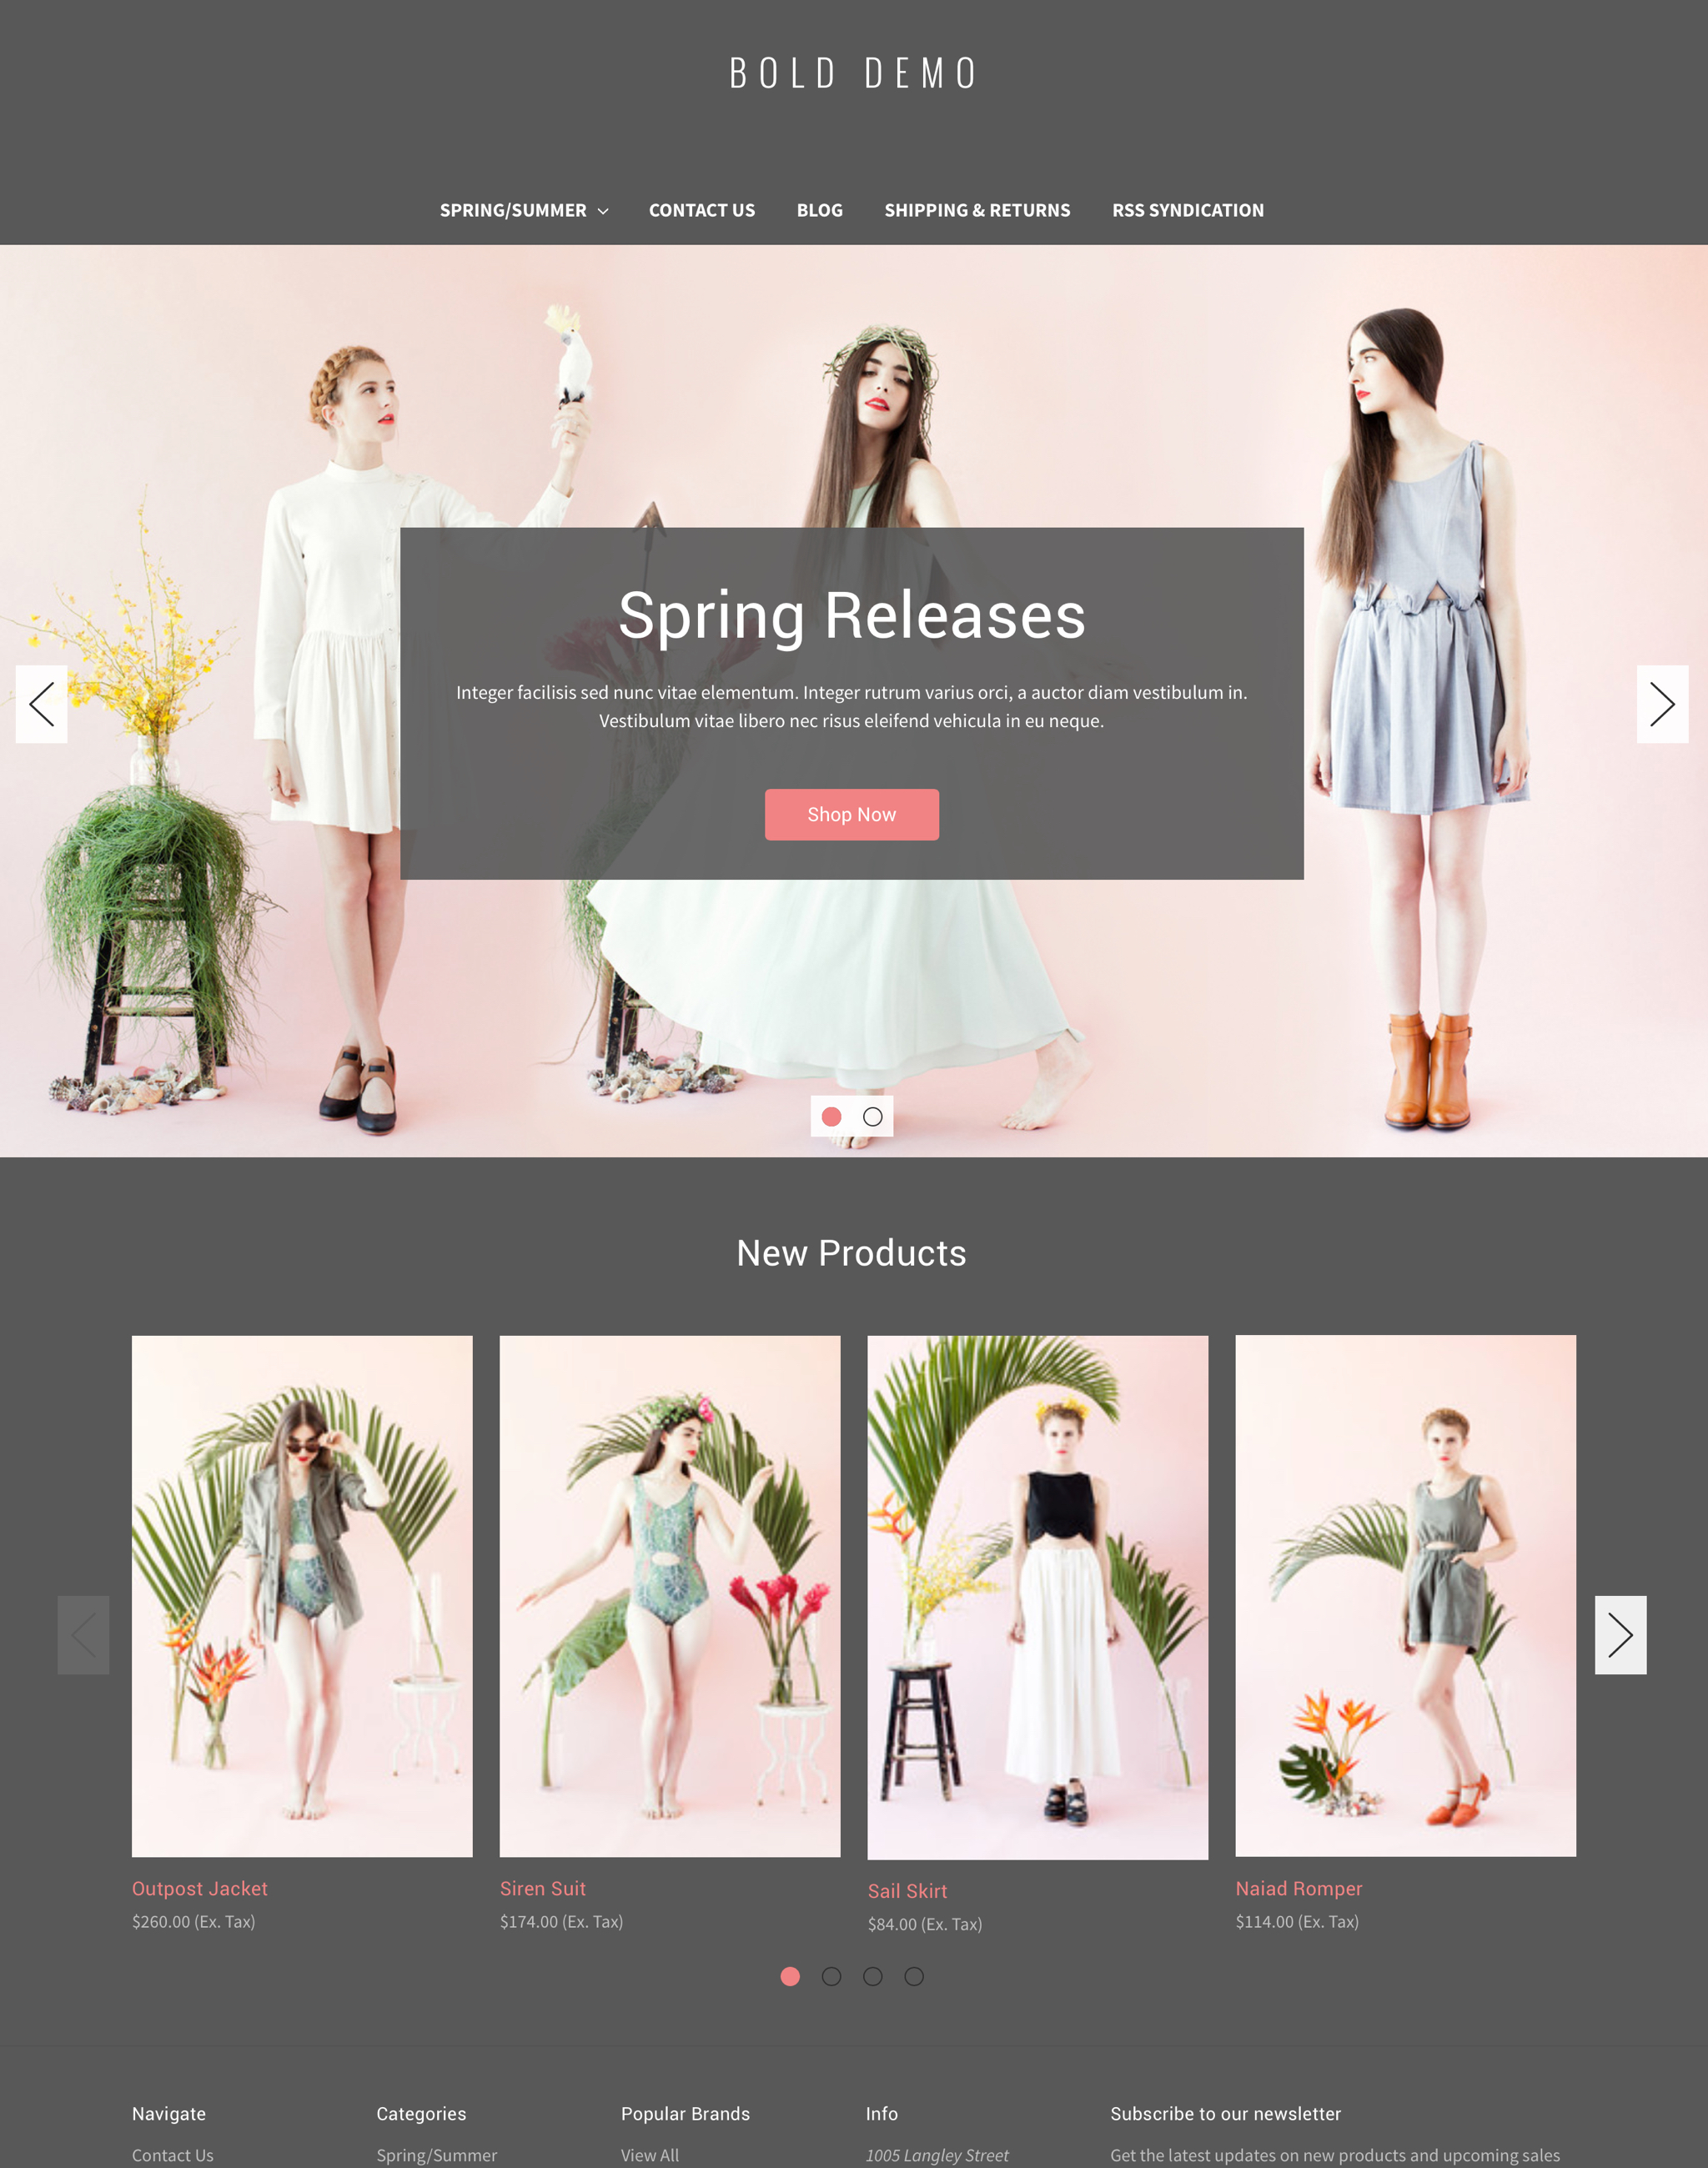 BOLD DEMO
SPRING/SUMMER CONTACT US BLOG SHIPPING & RETURNS RSS SYNDICATION
Spring Releases
Integer facilisis sed nunc vitae elementum. Integer rutrum varius orci, a auctor diam vestibulum in.
Vestibulum vitae libero nec risus eleifend vehicula in eu neque.
Shop Now
New Products
Outpost Jacket
$260.00 (Ex. Tax)
Siren Suit
$174.00 (Ex. Tax)
Sail Skirt
$84.00 (Ex. Tax)
Naiad Romper
$114.00 (Ex. Tax)
Navigate
Contact Us
Categories
Spring/Summer
Popular Brands
View All
Info
1005 Langley Street
Subscribe to our newsletter
Get the latest updates on new products and upcoming sales